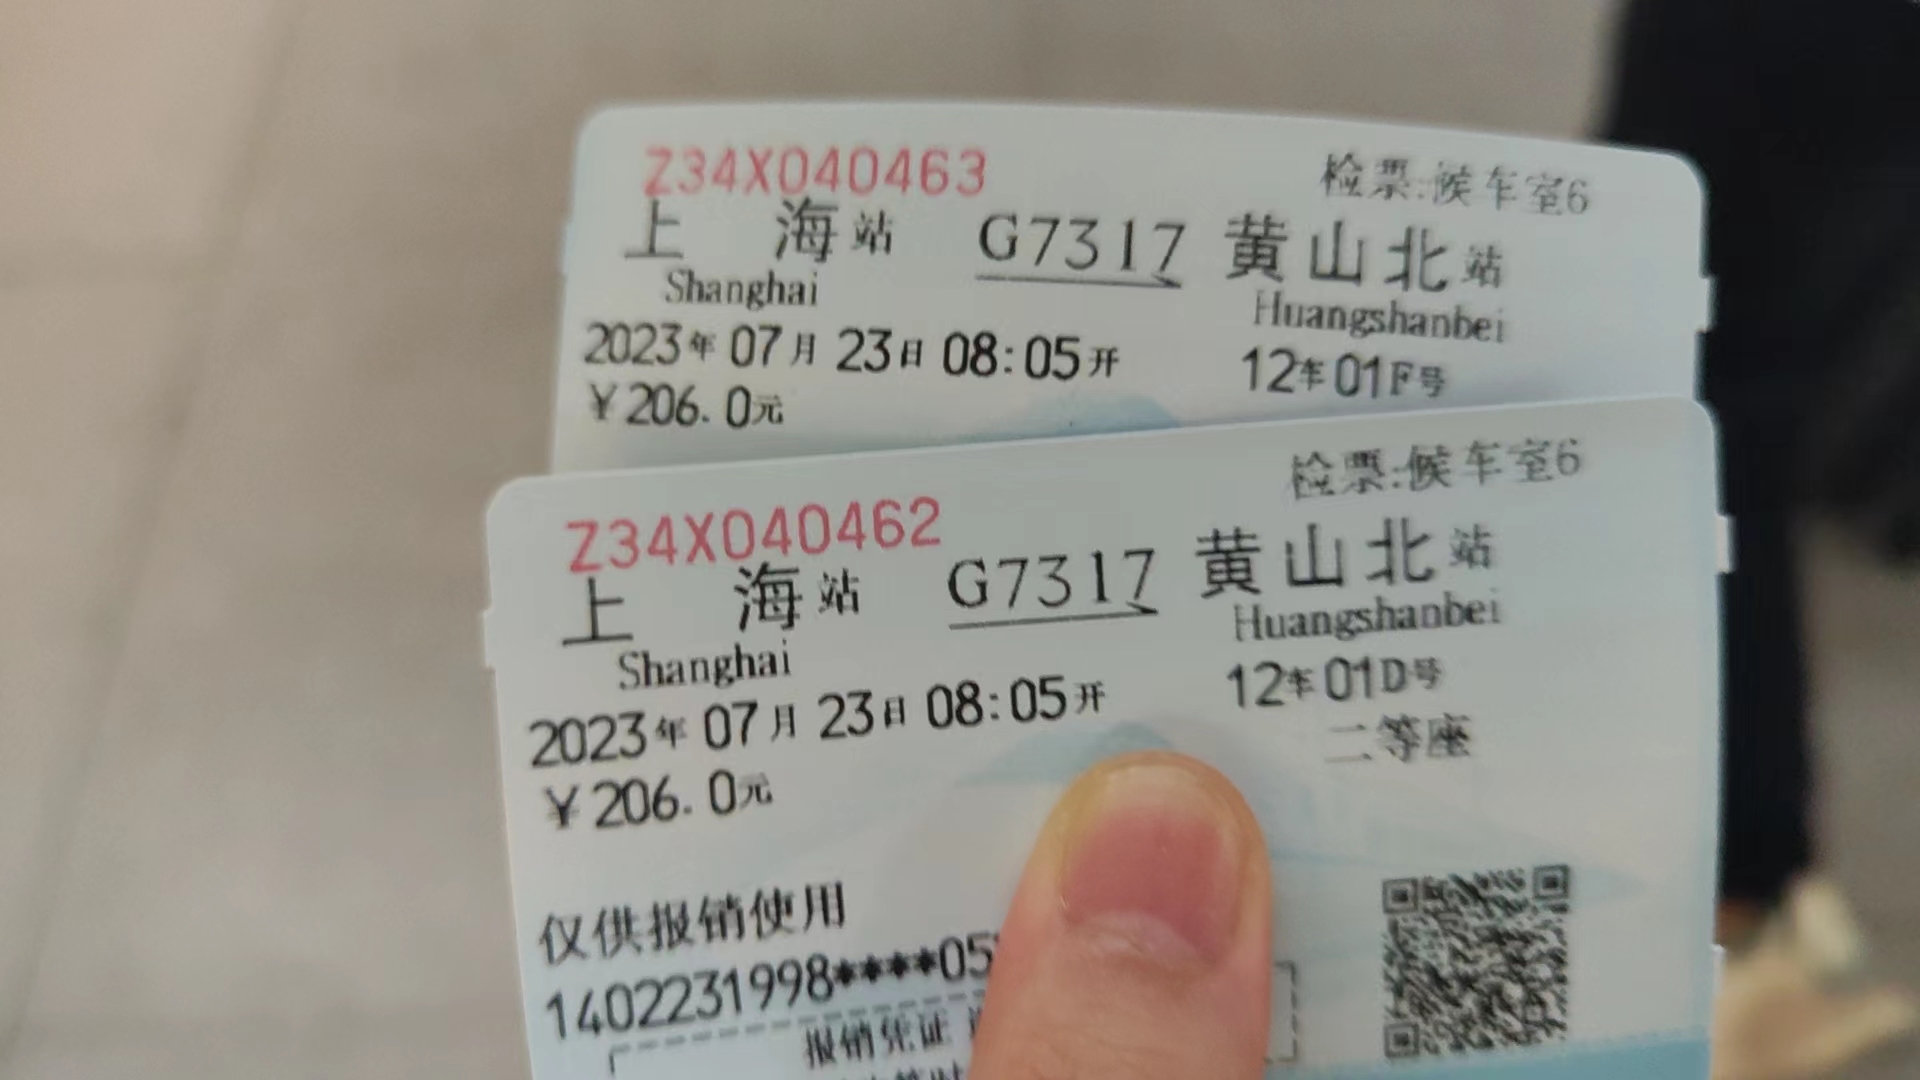 Z34X040463
检票:候车室6
上 海站 G7317 黄山北站
Shanghai Huangshanbei
2023年07月23日08:05开 12车01F号
¥206.0元
Z34X040462
检票:候车室6
上 海站 G7317 黄山北站
Shanghai Huangshanbei
2023年07月23日08:05开 12车01D号
¥206.0元 二等座
仅供报销使用
1402231998****05
报销凭证